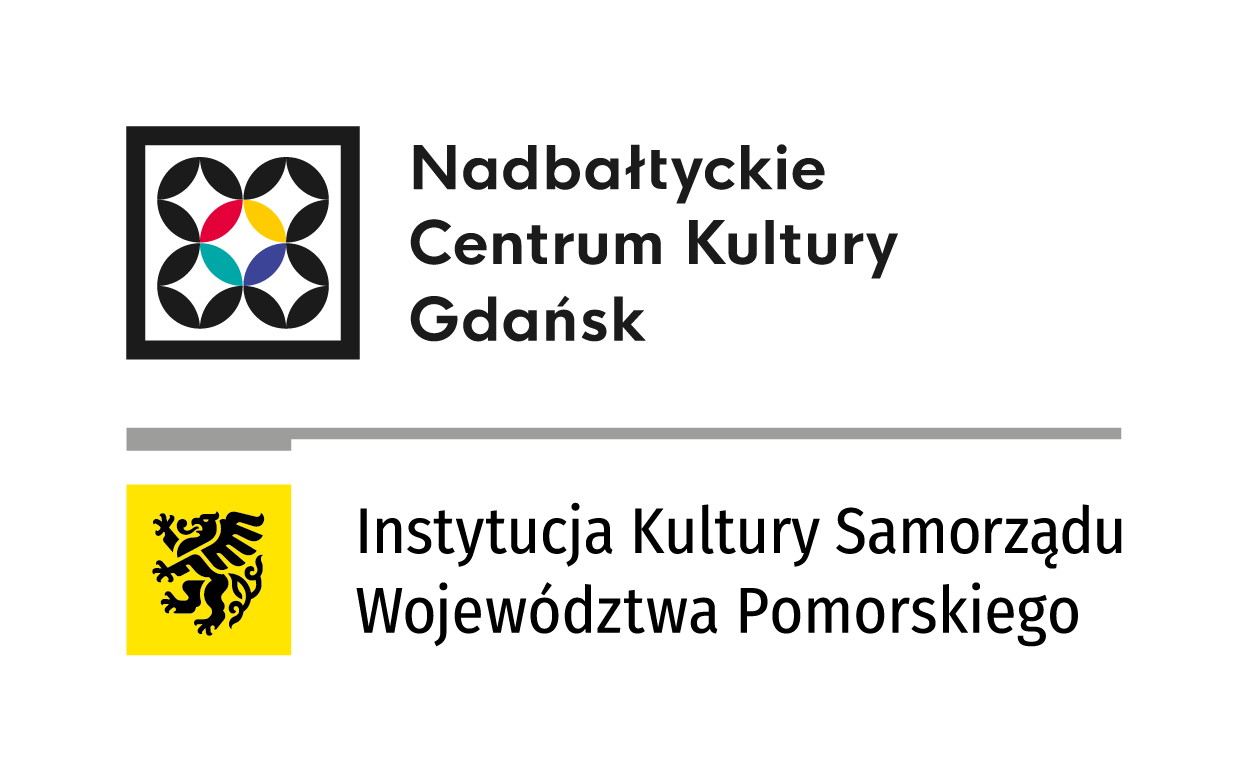 Nadbałtyckie
Centrum Kultury
Gdańsk
Instytucja Kultury Samorządu
Województwa Pomorskiego